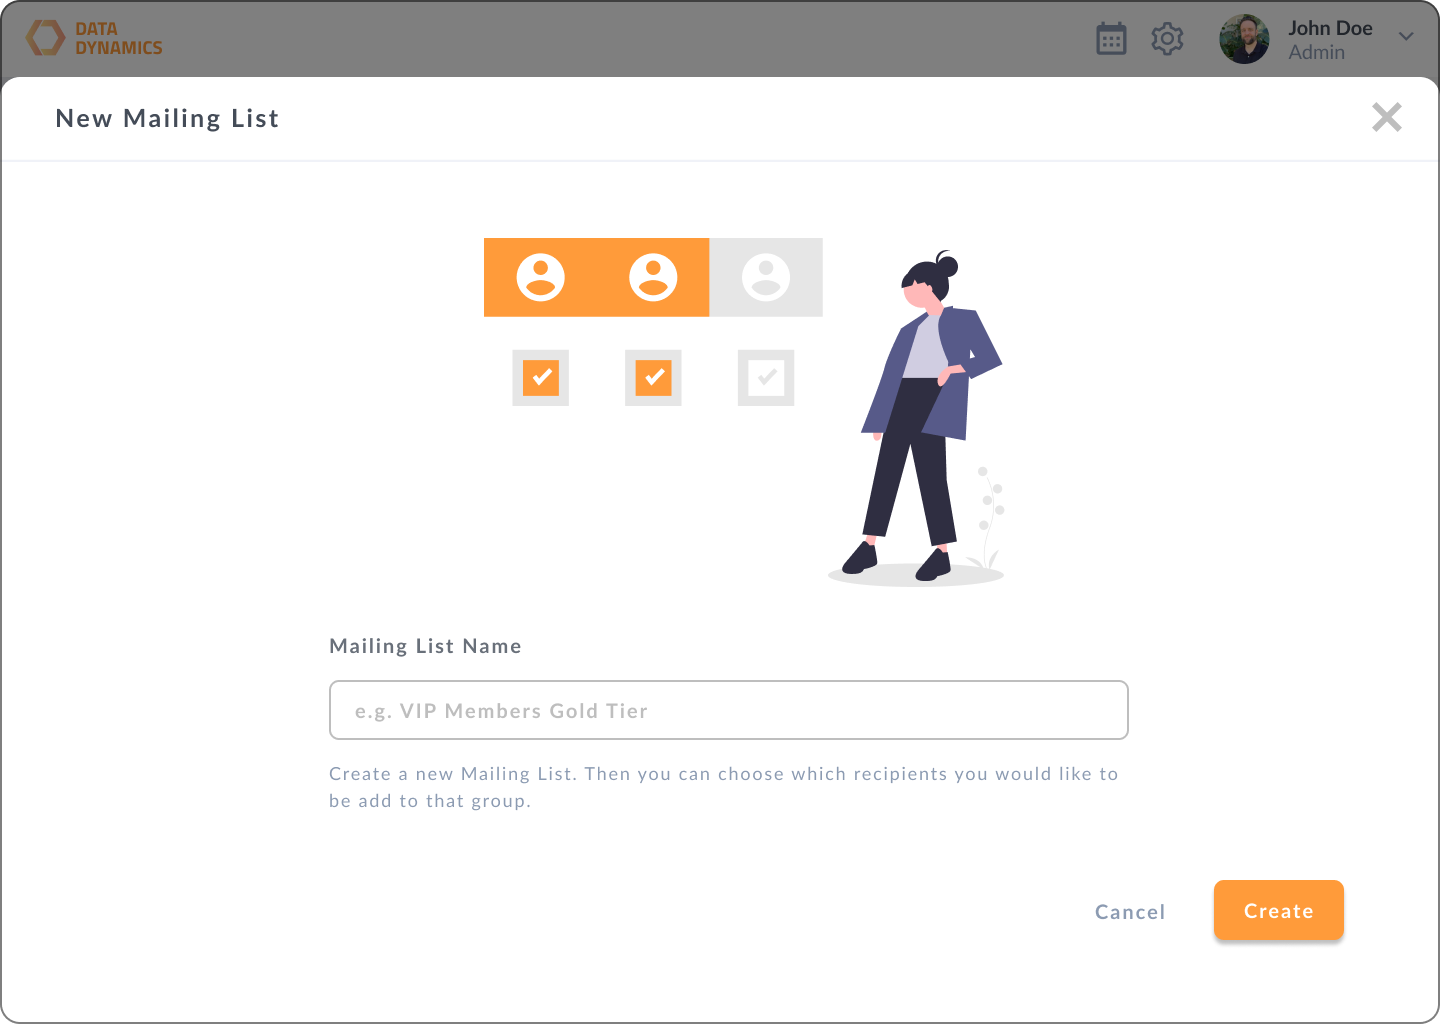 DATA
DYNAMICS
John Doe
Admin
New Mailing List
Mailing List Name
e.g. VIP Members Gold Tier
Create a new Mailing List. Then you can choose which recipients you would like to
be add to that group.
Cancel
Create